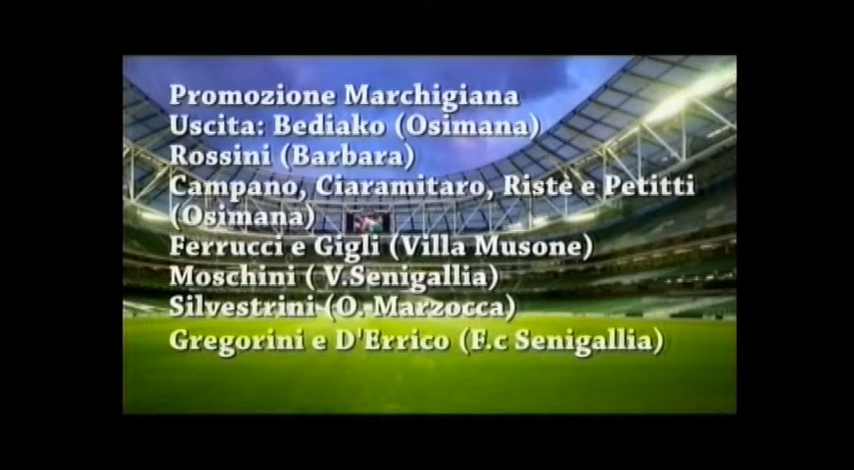 Promozione Marchigiana
Uscita: Bediako (Osimana)
Rossini (Barbara)
Campano, Ciaramitaro, Riste e Petitti
(Osimana)
Ferrucci e Gigli (Villa Musone)
Moschini ( V.Senigallia)
Silvestrini (O. Marzocca)
Gregorini e D'Errico (F.c Senigallia)